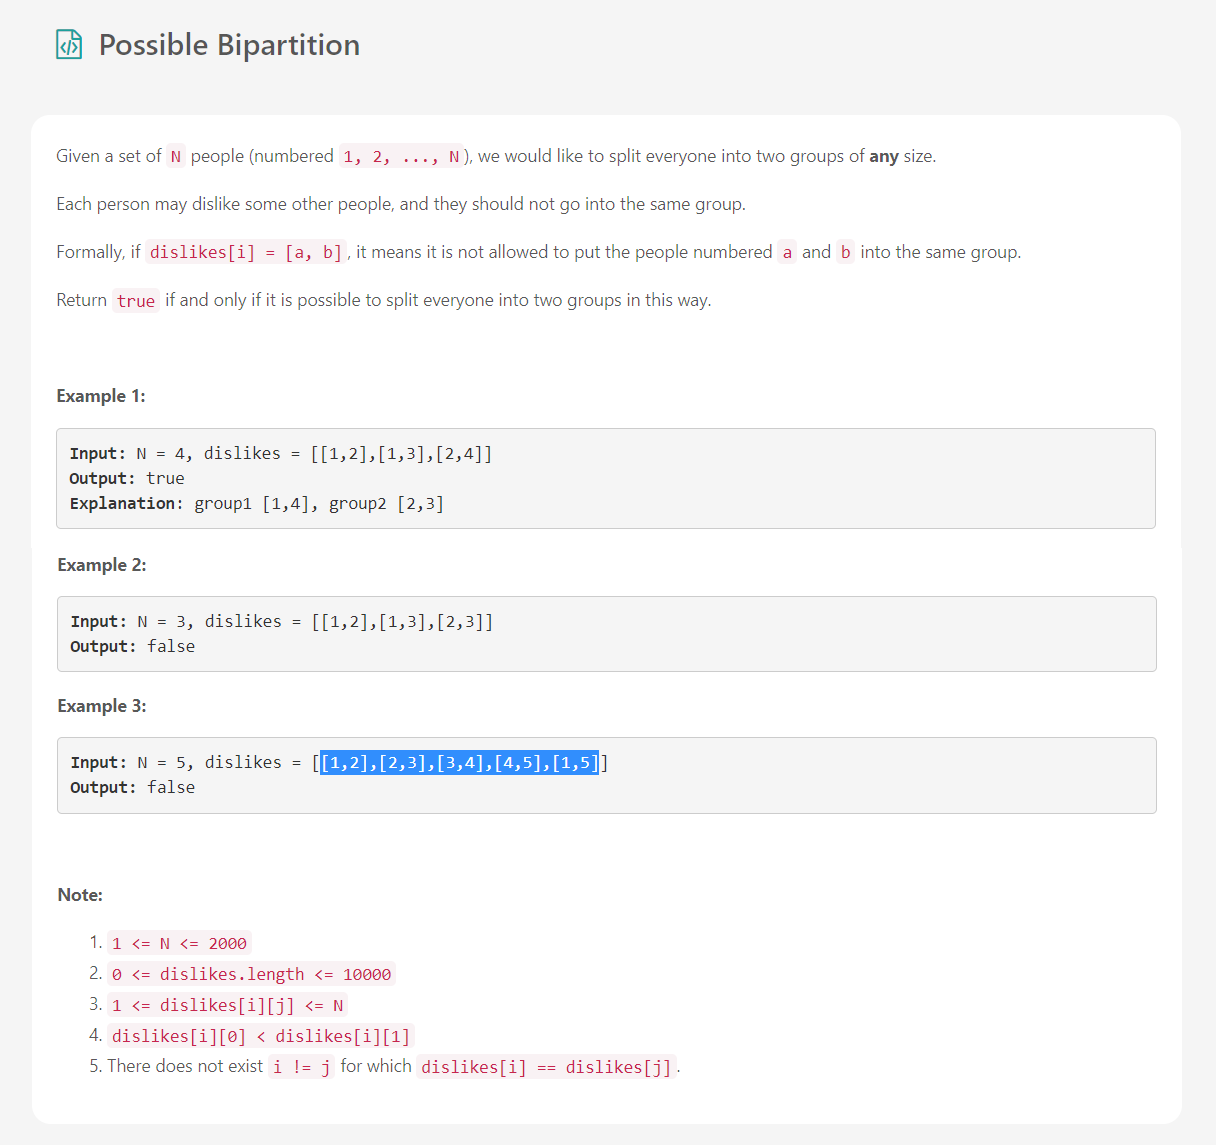 Possible Bipartition
Given a set of N people (numbered 1, 2, ..., N), we would like to split everyone into two groups of any size.
Each person may dislike some other people, and they should not go into the same group.
Formally, if dislikes[i] = [a, b], it means it is not allowed to put the people numbered a and b into the same group.
Return true if and only if it is possible to split everyone into two groups in this way.
Example 1:
Input: N = 4, dislikes = [[1,2],[1,3],[2,4]]
Output: true
Explanation: group1 [1,4], group2 [2,3]
Example 2:
Input: N = 3, dislikes = [[1,2],[1,3],[2,3]]
Output: false
Example 3:
Input: N = 5, dislikes = [[1,2],[2,3],[3,4],[4,5],[1,5]]
Output: false
Note:
1. 1 <= N <= 2000
2. 0 <= dislikes.length <= 10000
3. 1 <= dislikes[i][j] <= N
4. dislikes[i][0] < dislikes[i][1]
5. There does not exist i != j for which dislikes[i] == dislikes[j].